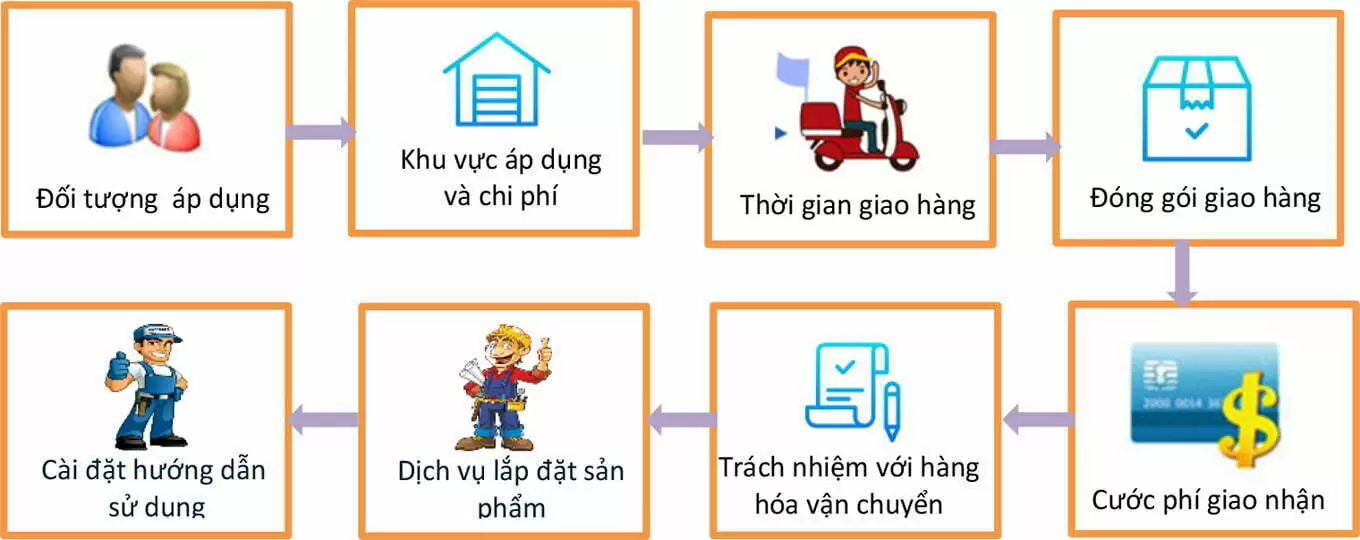 Đối tượng áp dụng
Khu vực áp dụng
và chi phí
Thời gian giao hàng
Đóng gói giao hàng
Cước phí giao nhận
Trách nhiệm với hàng
hóa vận chuyển
Dịch vụ lắp đặt sản
phẩm
Cài đặt hướng dẫn
sử dụng